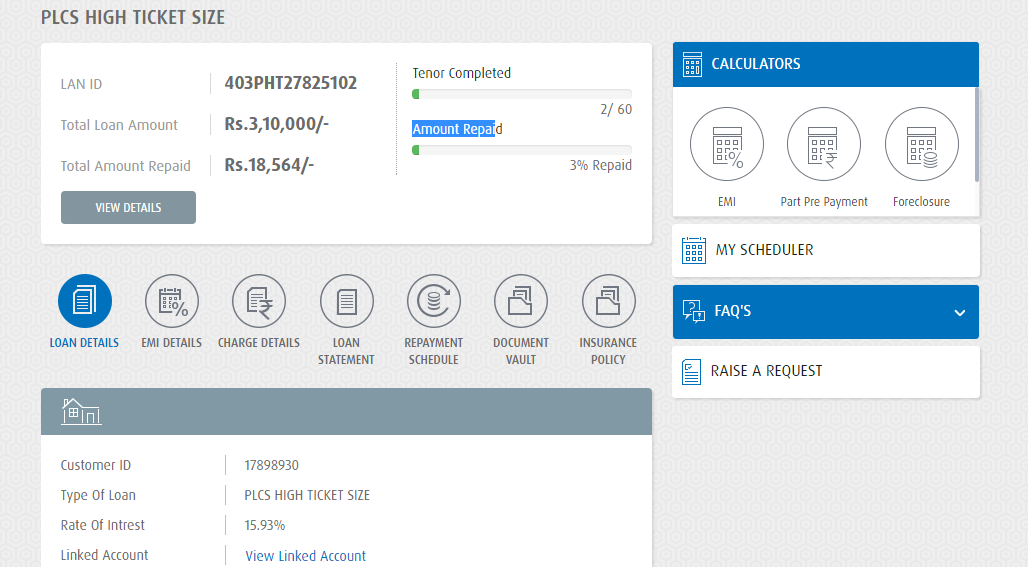 PLCS HIGH TICKET SIZE
LAN ID 403PHT27825102
Total Loan Amount Rs.3,10,000/-
Total Amount Repaid Rs.18,564/-
VIEW DETAILS
Tenor Completed
2/ 60
Amount Repaid
3% Repaid
CALCULATORS
EMI Part Pre Payment Foreclosure
MY SCHEDULER
FAQ'S
RAISE A REQUEST
LOAN DETAILS
EMI DETAILS
CHARGE DETAILS
LOAN
STATEMENT
REPAYMENT
SCHEDULE
DOCUMENT
VAULT
INSURANCE
POLICY
Customer ID 17898930
Type Of Loan PLCS HIGH TICKET SIZE
Rate Of Intrest 15.93%
Linked Account View Linked Account